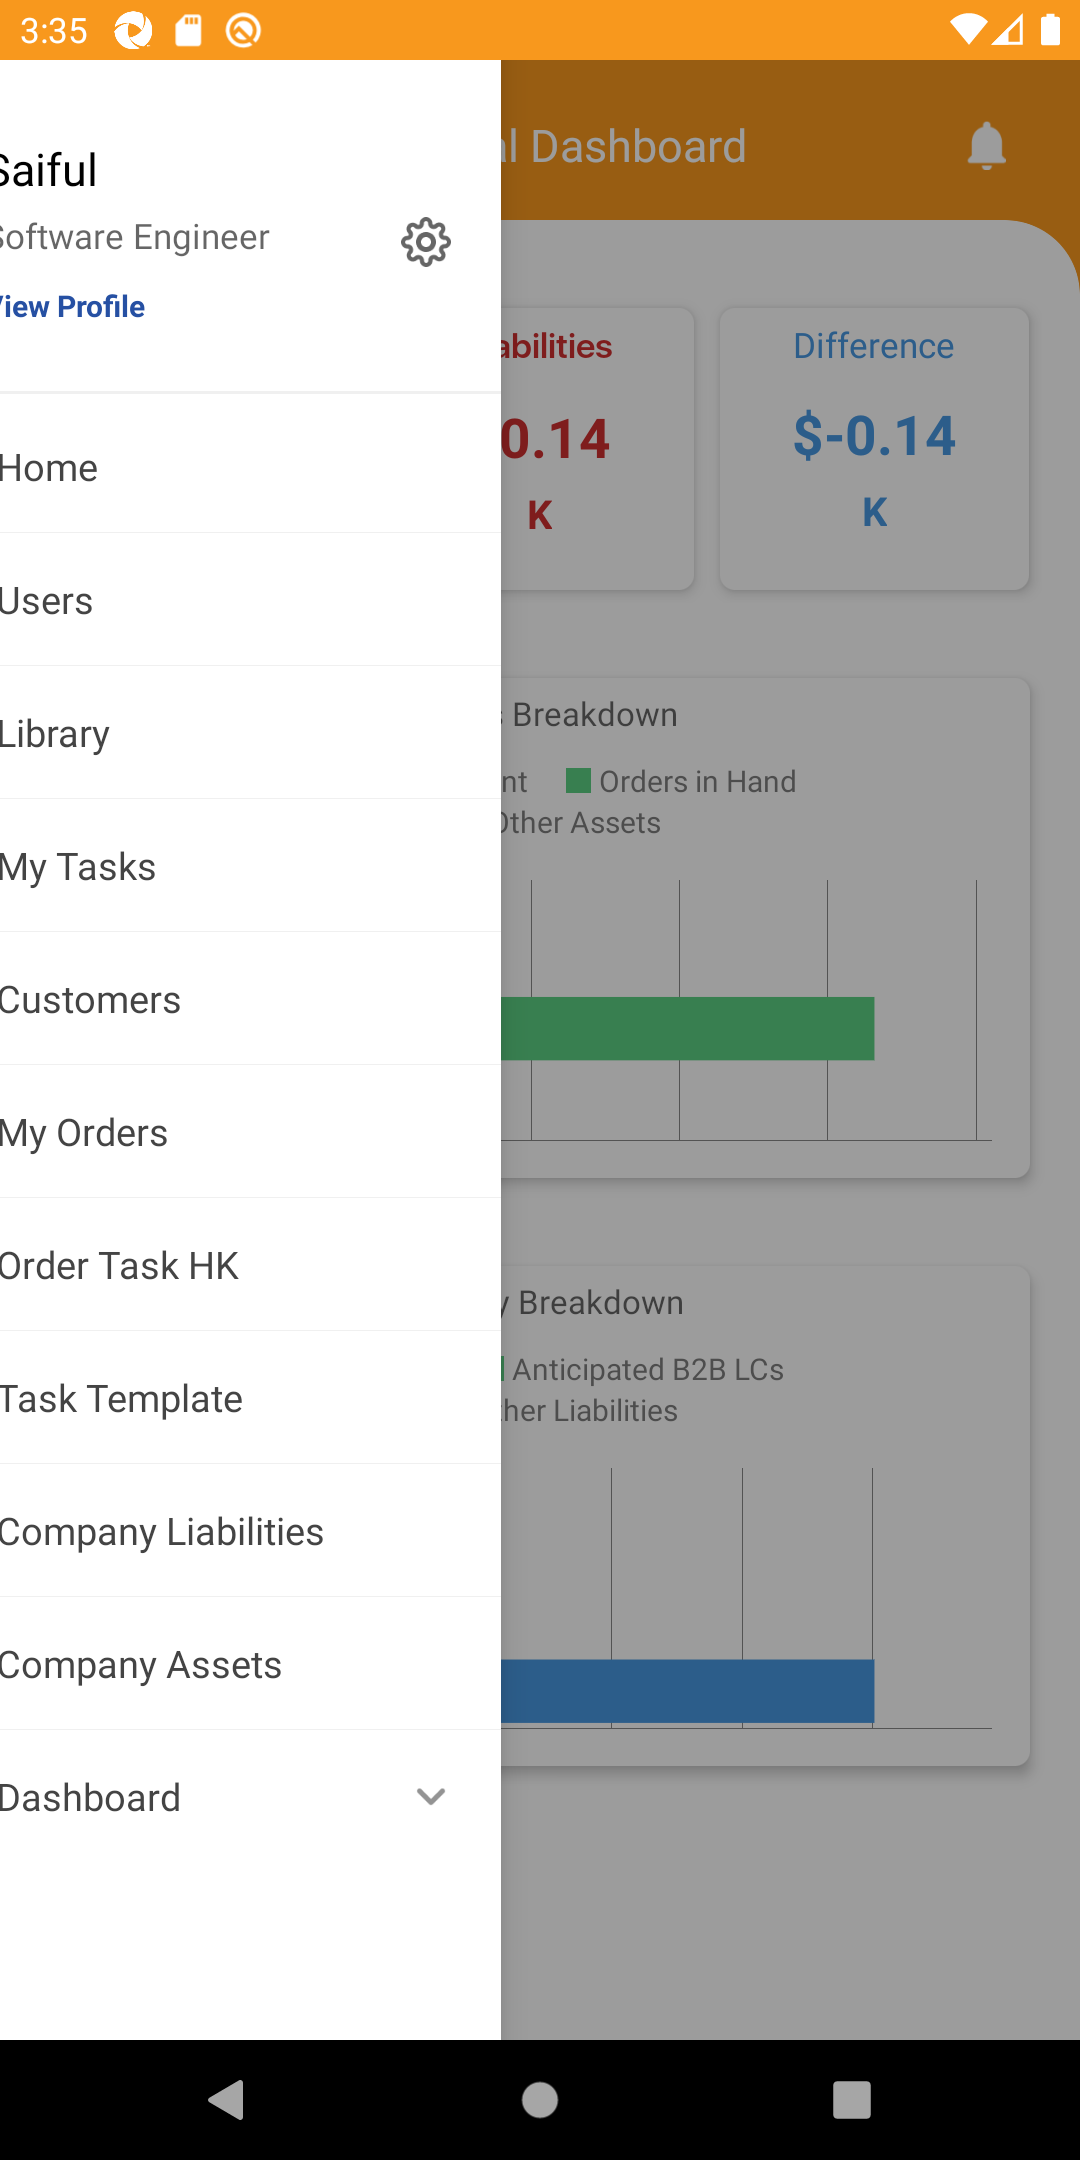 3:35
Saiful
Software Engineer
View Profile
Home
Users
Library
My Tasks
Customers
My Orders
Order Task HK
Task Template
Company Liabilities
Company Assets
Dashboard
l Dashboard
abilities
0.14
K
Difference
$-0.14
K
s Breakdown
nt
Orders in Hand
Other Assets
y Breakdown
Anticipated B2B LCs
ther Liabilities